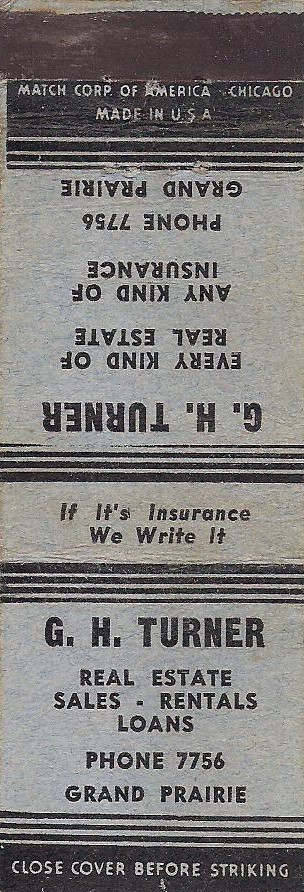 MATCH CORP. OF AMERICA - CHICAGO
MADE IN U.S.A
G. H. TURNER
EVERY KIND OF
REAL ESTATE
ANY KIND OF
INSURANCE
PHONE 7756
GRAND PRAIRIE
If It's Insurance
We Write It
G. H. TURNER
REAL ESTATE
SALES - RENTALS
LOANS
PHONE 7756
GRAND PRAIRIE
CLOSE COVER BEFORE STRIKING